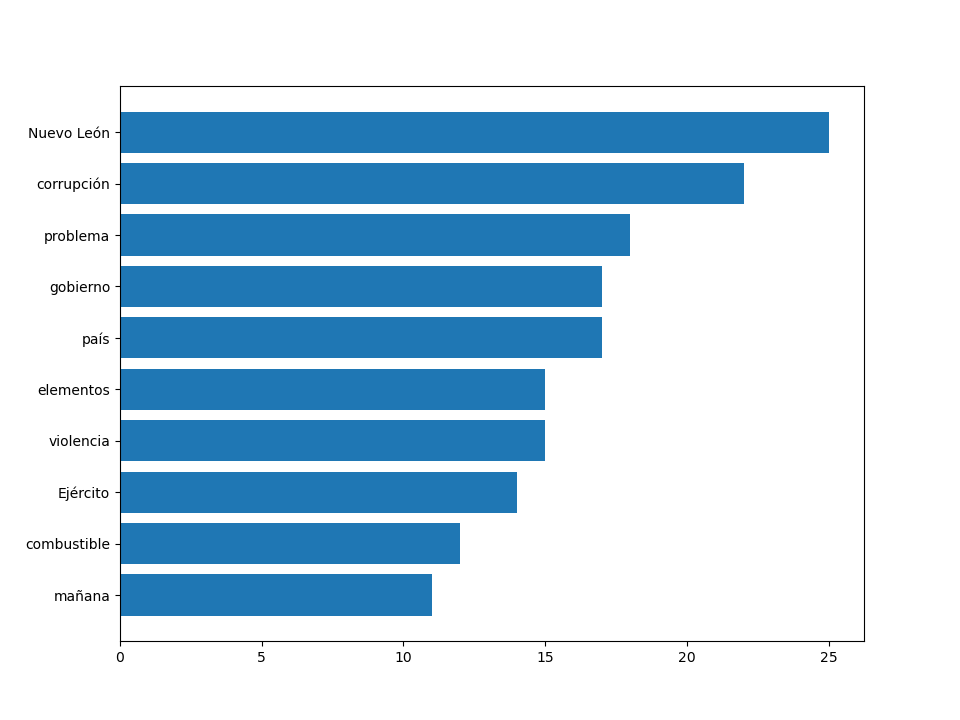 Nuevo León
corrupción
problema
gobierno
país
elementos
violencia
Ejército
combustible
mañana
0 5 10 15 20 25